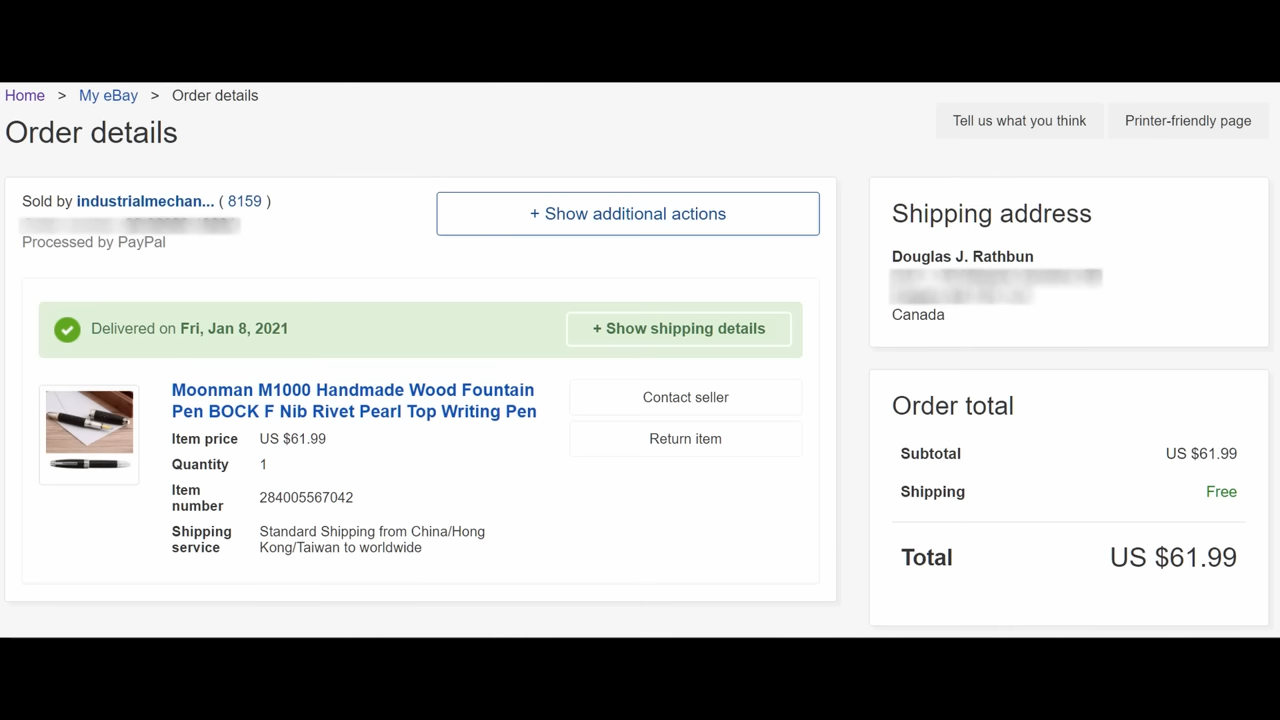 Home > My eBay > Order details
Order details
Tell us what you think
Printer-friendly page
Sold by industrialmechan... ( 8159 )
Processed by PayPal
+ Show additional actions
Delivered on Fri, Jan 8, 2021
+ Show shipping details
Moonman M1000 Handmade Wood Fountain
Pen BOCK F Nib Rivet Pearl Top Writing Pen
Item price US $61.99
Quantity 1
Item
number 284005567042
Shipping
service Standard Shipping from China/Hong
Kong/Taiwan to worldwide
Contact seller
Return item
Shipping address
Douglas J. Rathbun
Canada
Order total
Subtotal US $61.99
Shipping Free
Total US $61.99